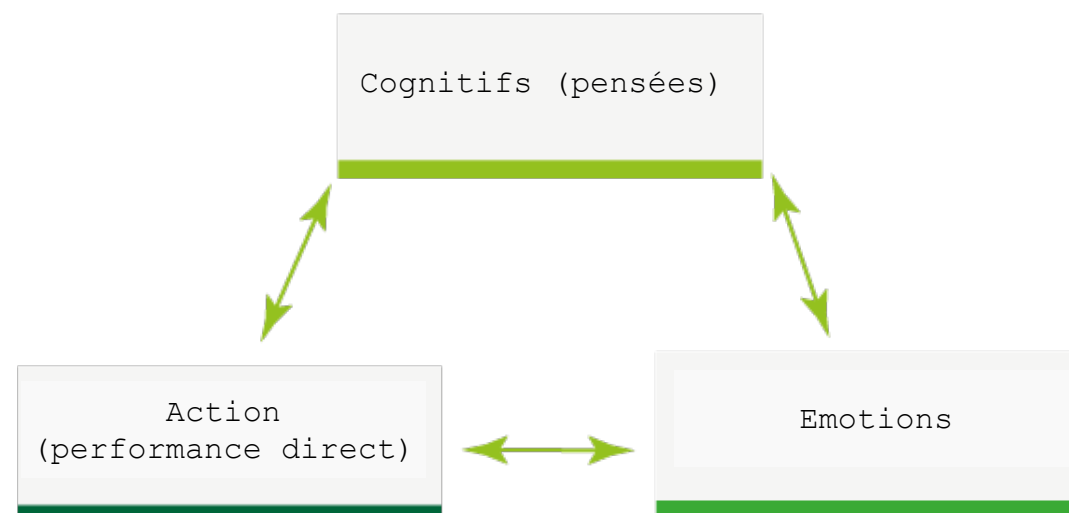 Cognitifs (pensées)
Action
(performance direct)
Emotions